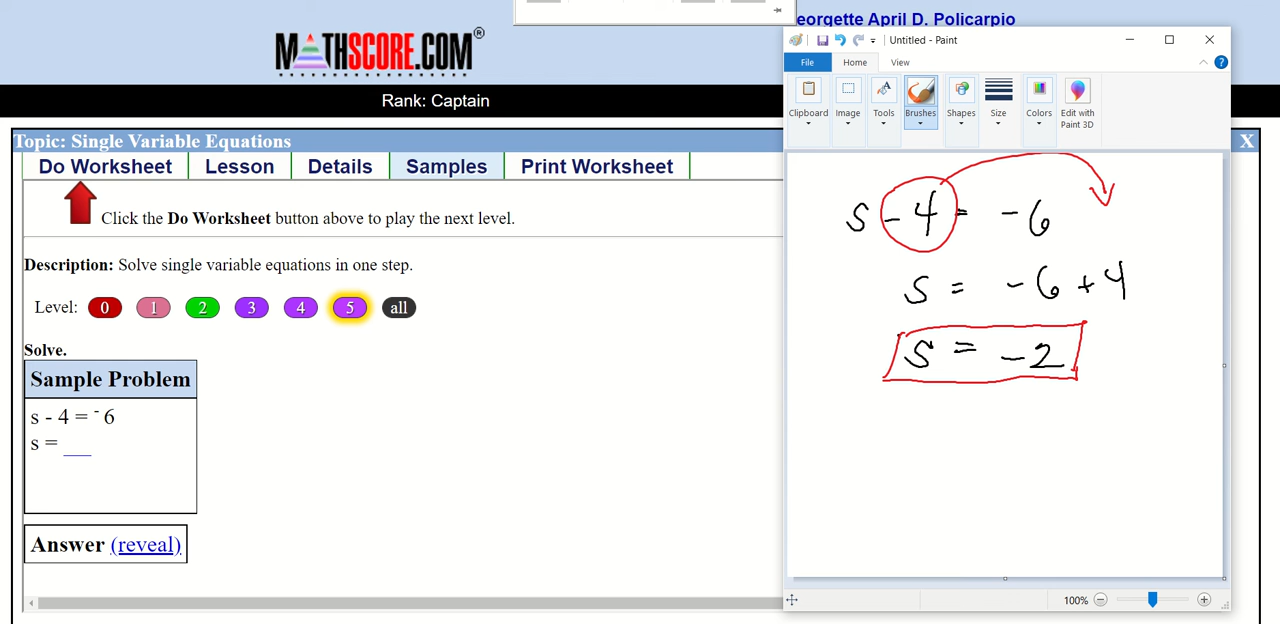 MATHSCORE.COM®
eorgette April D. Policarpio
Rank: Captain
Topic: Single Variable Equations
X
Do Worksheet
Lesson
Details
Samples
Print Worksheet
Click the Do Worksheet button above to play the next level.
Description: Solve single variable equations in one step.
Level: 0 1 2 3 4 5 all
Solve.
Sample Problem
s - 4 = ⁻6
s = __
Answer (reveal)
Untitled - Paint
File
Home
View
?
Clipboard
Image
Tools
Brushes
Shapes
Size
Colors
Edit with
Paint 3D
s - 4 = -6
s = -6 + 4
s = -2
100%